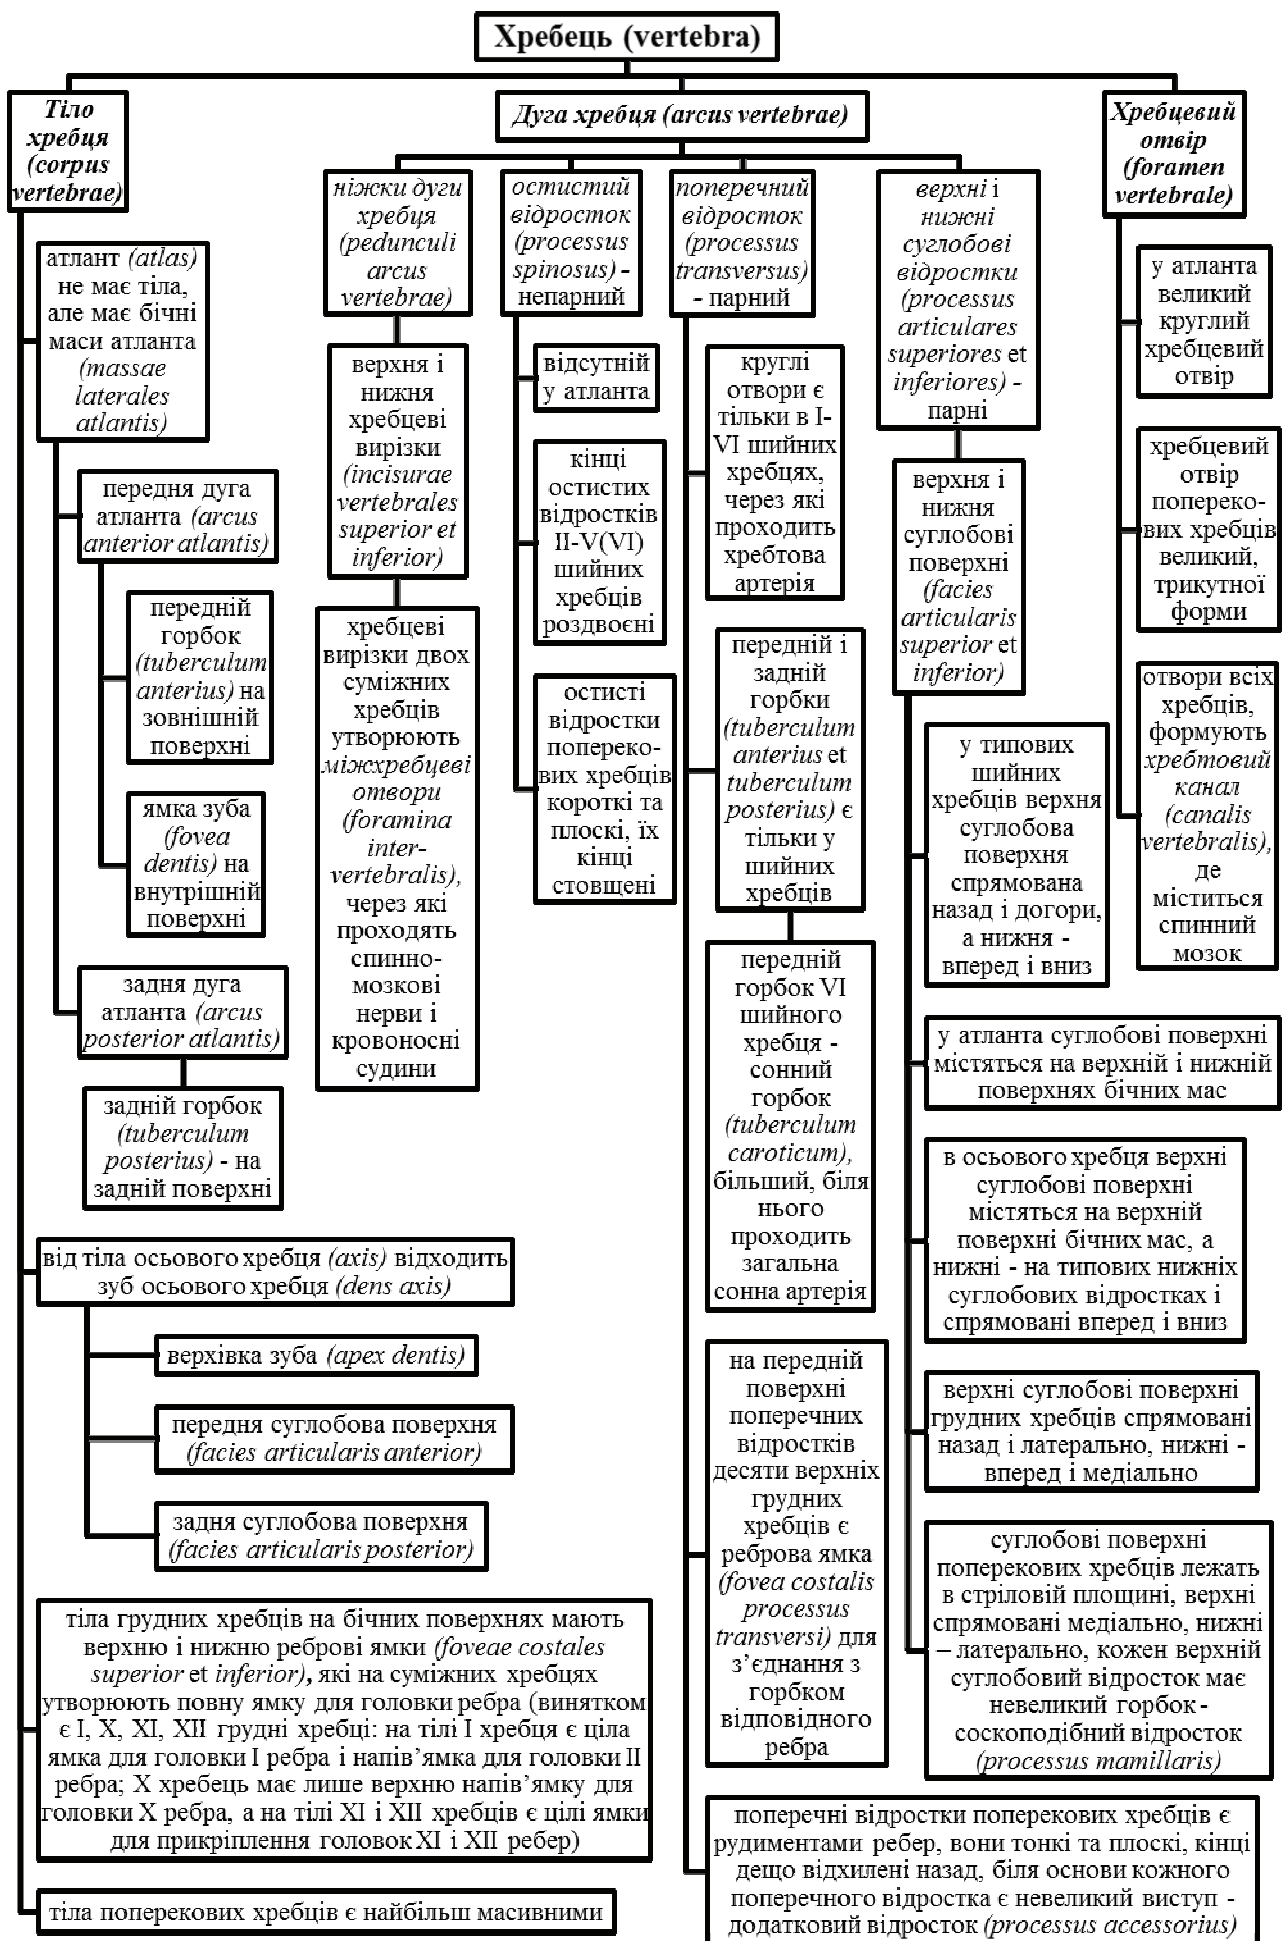 Хребець (vertebra)
Тіло
хребця
(corpus
vertebrae)
атлант (atlas)
не має тіла,
але має бічні
маси атланта
(massae
laterales
atlantis)
передня дуга
атланта (arcus
anterior atlantis)
передній
горбок
(tuberculum
anterius) на
зовнішній
поверхні
ямка зуба
(fovea
dentis) на
внутрішній
поверхні
задня дуга
атланта (arcus
posterior atlantis)
задній горбок
(tuberculum
posterius) - на
задній поверхні
від тіла осьового хребця (axis) відходить
зуб осьового хребця (dens axis)
верхівка зуба (apex dentis)
передня суглобова поверхня
(facies articularis anterior)
задня суглобова поверхня
(facies articularis posterior)
тіла грудних хребців на бічних поверхнях мають
верхню і нижню реброві ямки (foveae costales
superior et inferior), які на суміжних хребцях
утворюють повну ямку для головки ребра (винятком
є I, X, XI, XII грудні хребці: на тілі I хребця є ціла
ямка для головки I ребра і напів’ямка для головки II
ребра; X хребець має лише верхню напів’ямку для
головки X ребра, а на тілі XI і XII хребців є цілі ямки
для прикріплення головок XI і XII ребер)
тіла поперекових хребців є найбільш масивними
Дуга хребця (arcus vertebrae)
ніжки дуги
хребця
(pedunculi
arcus
vertebrae)
верхня і
нижня
хребцеві
вирізки
(incisurae
vertebrales
superior et
inferior)
хребцеві
вирізки двох
суміжних
хребців
утворюють
міжхребцеві
отвори
(foramina
inter-
vertebralis),
через які
проходять
спинно-
мозкові
нерви і
кровоносні
судини
остистий
відросток
(processus
spinosus) -
непарний
відсутній
у атланта
кінці
остистих
відростків
II-V(VI)
шийних
хребців
роздвоєні
остисті
відростки
попереко-
вих хребців
короткі та
плоскі, їх
кінці
стовщені
поперечний
відросток
(processus
transversus)
- парний
круглі
отвори є
тільки в I-
VI шийних
хребцях,
через які
проходить
хребтова
артерія
передній і
задній
горбки
(tuberculum
anterius et
tuberculum
posterius) є
тільки у
шийних
хребців
передній
горбок VI
шийного
хребця -
сонний
горбок
(tuberculum
caroticum),
більший, біля
нього
проходить
загальна
сонна артерія
на передній
поверхні
поперечних
відростків
десяти верхніх
грудних
хребців є
реброва ямка
(fovea costalis
processus
transversi) для
з’єднання з
горбком
відповідного
ребра
поперечні відростки поперекових хребців є
рудиментами ребер, вони тонкі та плоскі, кінці
дещо відхилені назад, біля основи кожного
поперечного відростка є невеликий виступ -
додатковий відросток (processus accessorius)
верхні і
нижні
суглобові
відростки
(processus
articulares
superiores et
inferiores) -
парні
верхня і
нижня
суглобові
поверхні
(facies
articularis
superior et
inferior)
у типових
шийних
хребців верхня
суглобова
поверхня
спрямована
назад і догори,
а нижня -
вперед і вниз
у атланта суглобові поверхні
містяться на верхній і нижній
поверхнях бічних мас
в осьового хребця верхні
суглобові поверхні
містяться на верхній
поверхні бічних мас, а
нижні - на типових нижніх
суглобових відростках і
спрямовані вперед і вниз
верхні суглобові поверхні
грудних хребців спрямовані
назад і латерально, нижні -
вперед і медіально
суглобові поверхні
поперекових хребців лежать
в стріловій площині, верхні
спрямовані медіально, нижні
– латерально, кожен верхній
суглобовий відросток має
невеликий горбок -
соскоподібний відросток
(processus mamillaris)
Хребцевий
отвір
(foramen
vertebrale)
у атланта
великий
круглий
хребцевий
отвір
хребцевий
отвір
попереко-
вих хребців
великий,
трикутної
форми
отвори всіх
хребців,
формують
хребтовий
канал
(canalis
vertebralis),
де
міститься
спинний
мозок